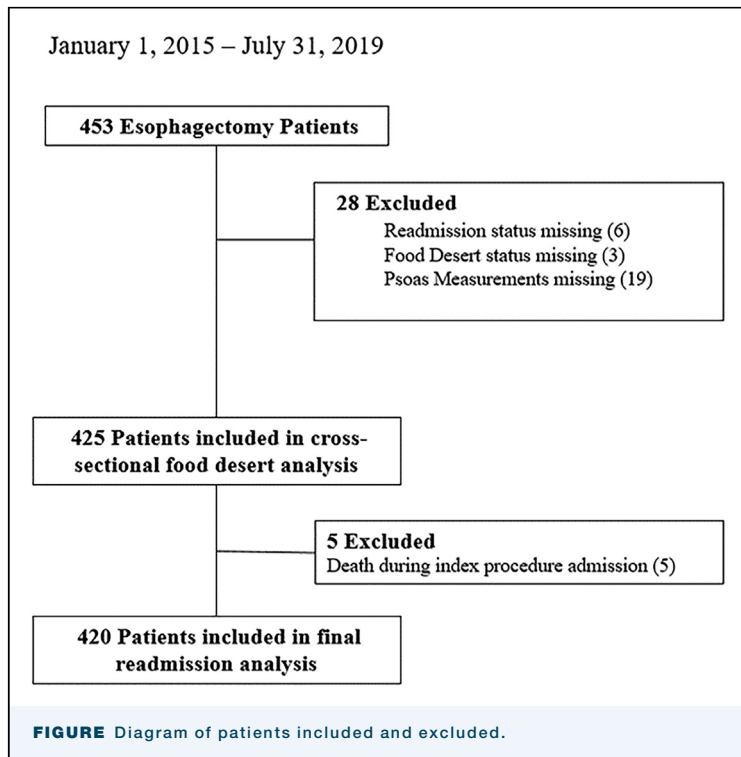 January 1, 2015 – July 31, 2019
453 Esophagectomy Patients
28 Excluded
Readmission status missing (6)
Food Desert status missing (3)
Psoas Measurements missing (19)
425 Patients included in cross-
sectional food desert analysis
5 Excluded
Death during index procedure admission (5)
420 Patients included in final
readmission analysis
FIGURE Diagram of patients included and excluded.